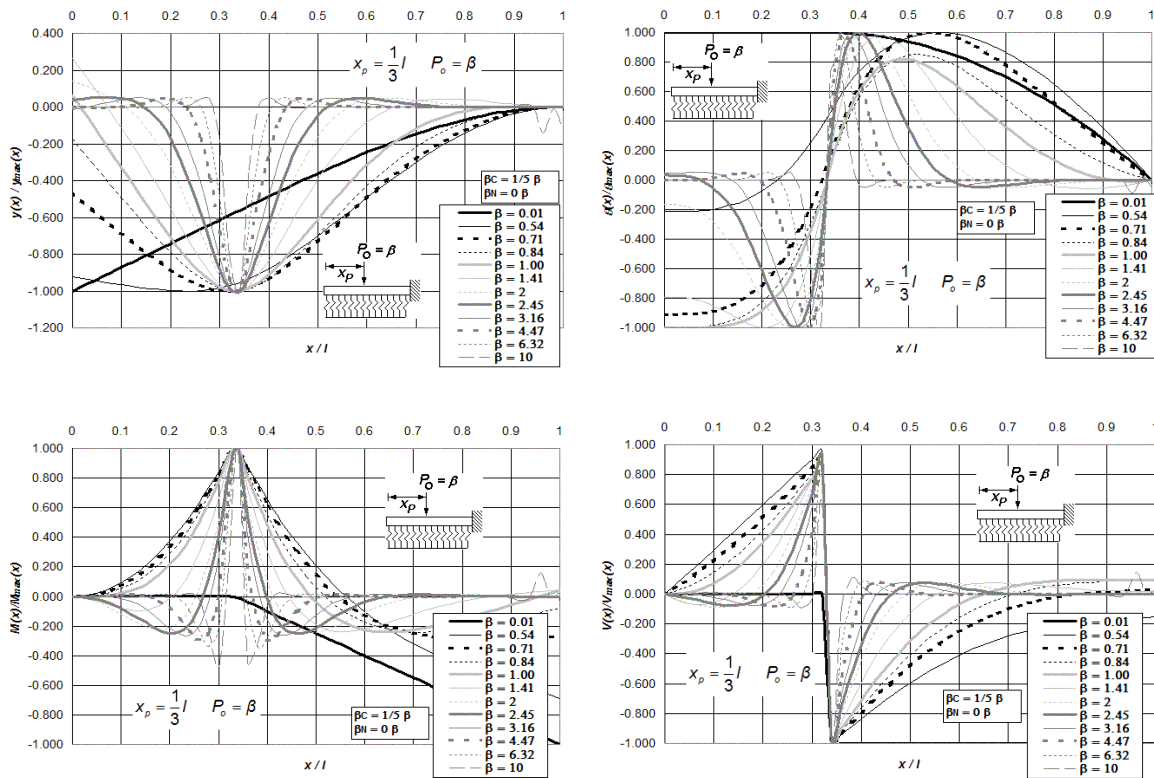 0 0.1 0.2 0.3 0.4 0.5 0.6 0.7 0.8 0.9 1
0.400
0.200
0.000
-0.200
-0.400
-0.600
-0.800
-1.000
-1.200
y(x) / ymax(x)
x / l
x_p = 1/3 l P_o = β
βC = 1/5 β
βN = 0 β
P_O = β
x_P
β = 0.01
β = 0.54
β = 0.71
β = 0.84
β = 1.00
β = 1.41
β = 2
β = 2.45
β = 3.16
β = 4.47
β = 6.32
β = 10
0 0.1 0.2 0.3 0.4 0.5 0.6 0.7 0.8 0.9 1
1.000
0.800
0.600
0.400
0.200
0.000
-0.200
-0.400
-0.600
-0.800
-1.000
x / l
P_O = β
x_P
βC = 1/5 β
βN = 0 β
x_p = 1/3 l P_o = β
β = 0.01
β = 0.54
β = 0.71
β = 0.84
β = 1.00
β = 1.41
β = 2
β = 2.45
β = 3.16
β = 4.47
β = 6.32
β = 10
0 0.1 0.2 0.3 0.4 0.5 0.6 0.7 0.8 0.9 1
1.000
0.800
0.600
0.400
0.200
0.000
-0.200
-0.400
-0.600
-0.800
-1.000
M(x)/Mmax(x)
x / l
P_O = β
x_P
x_p = 1/3 l P_o = β
βC = 1/5 β
βN = 0 β
β = 0.01
β = 0.54
β = 0.71
β = 0.84
β = 1.00
β = 1.41
β = 2
β = 2.45
β = 3.16
β = 4.47
β = 6.32
β = 10
0 0.1 0.2 0.3 0.4 0.5 0.6 0.7 0.8 0.9 1
1.000
0.800
0.600
0.400
0.200
0.000
-0.200
-0.400
-0.600
-0.800
-1.000
V(x)/Vmax(x)
x / l
P_O = β
x_P
x_p = 1/3 l P_o = β
βC = 1/5 β
βN = 0 β
β = 0.01
β = 0.54
β = 0.71
β = 0.84
β = 1.00
β = 1.41
β = 2
β = 2.45
β = 3.16
β = 4.47
β = 6.32
β = 10